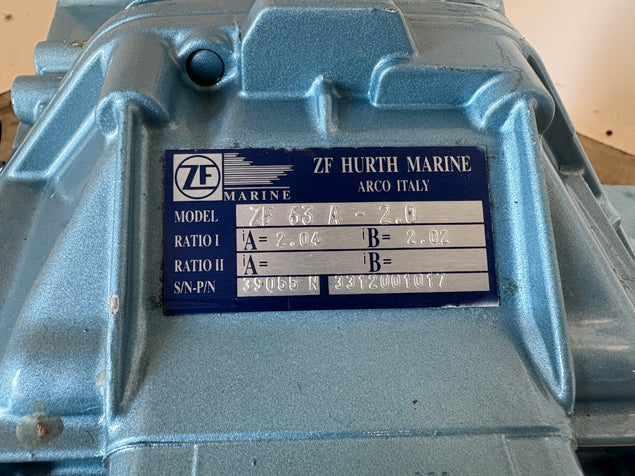 ZF
MARINE
ZF HURTH MARINE
ARCO ITALY
MODEL ZF 63 A - 2.0
RATIO I iA= 2.04 iB= 2.02
RATIO II iA= iB=
S/N-P/N 39066 N 3312001017